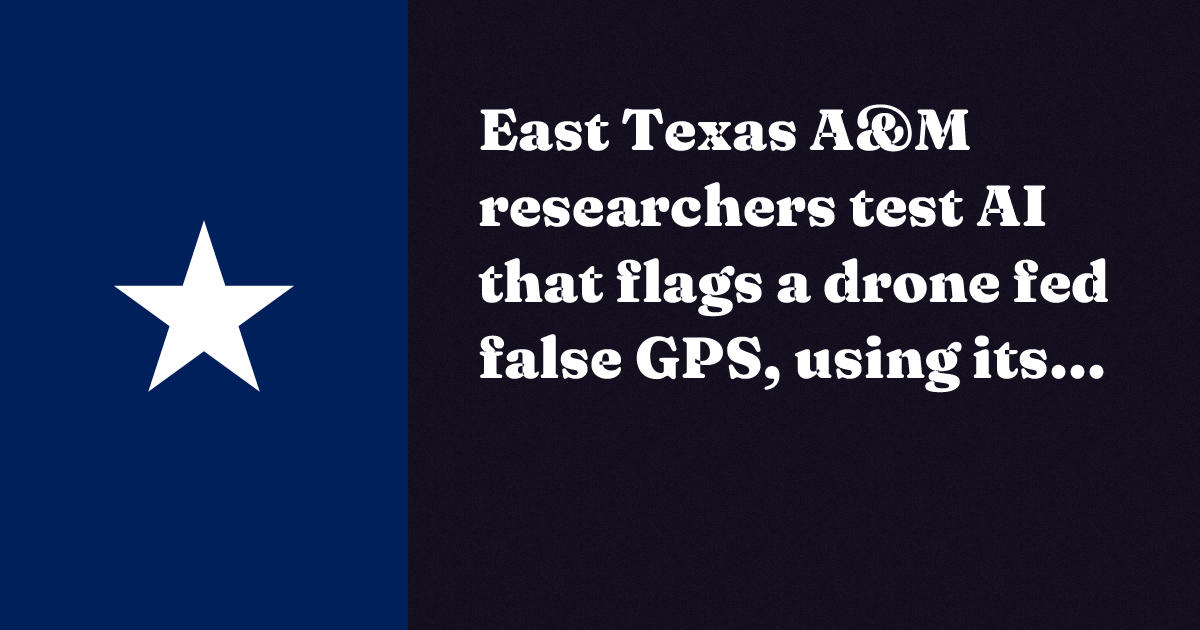 East Texas A&M
researchers test AI
that flags a drone fed
false GPS, using its...